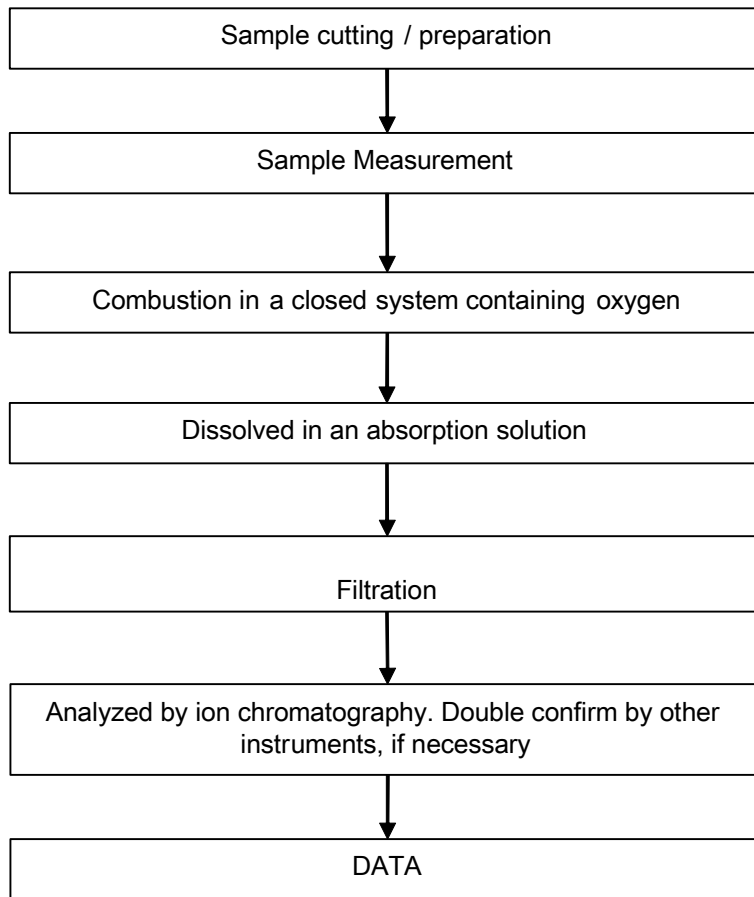 Sample cutting / preparation
Sample Measurement
Combustion in a closed system containing oxygen
Dissolved in an absorption solution
Filtration
Analyzed by ion chromatography. Double confirm by other
instruments, if necessary
DATA